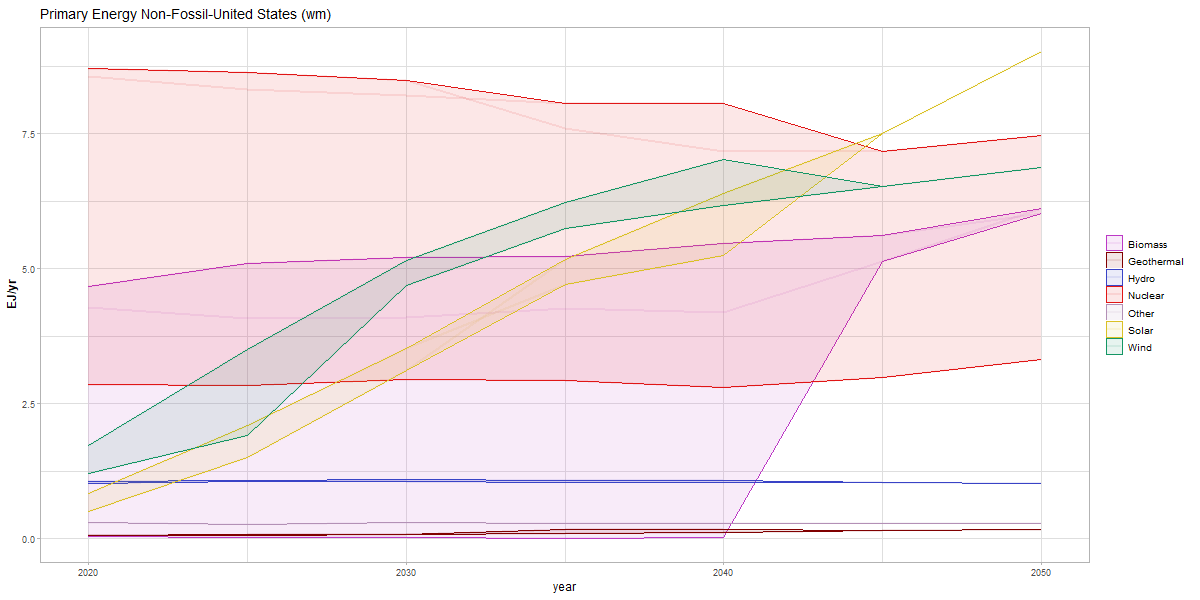 Primary Energy Non-Fossil-United States (wm)
EJ/yr
7.5
5.0
2.5
0.0
2020
2030
2040
2050
year
Biomass
Geothermal
Hydro
Nuclear
Other
Solar
Wind